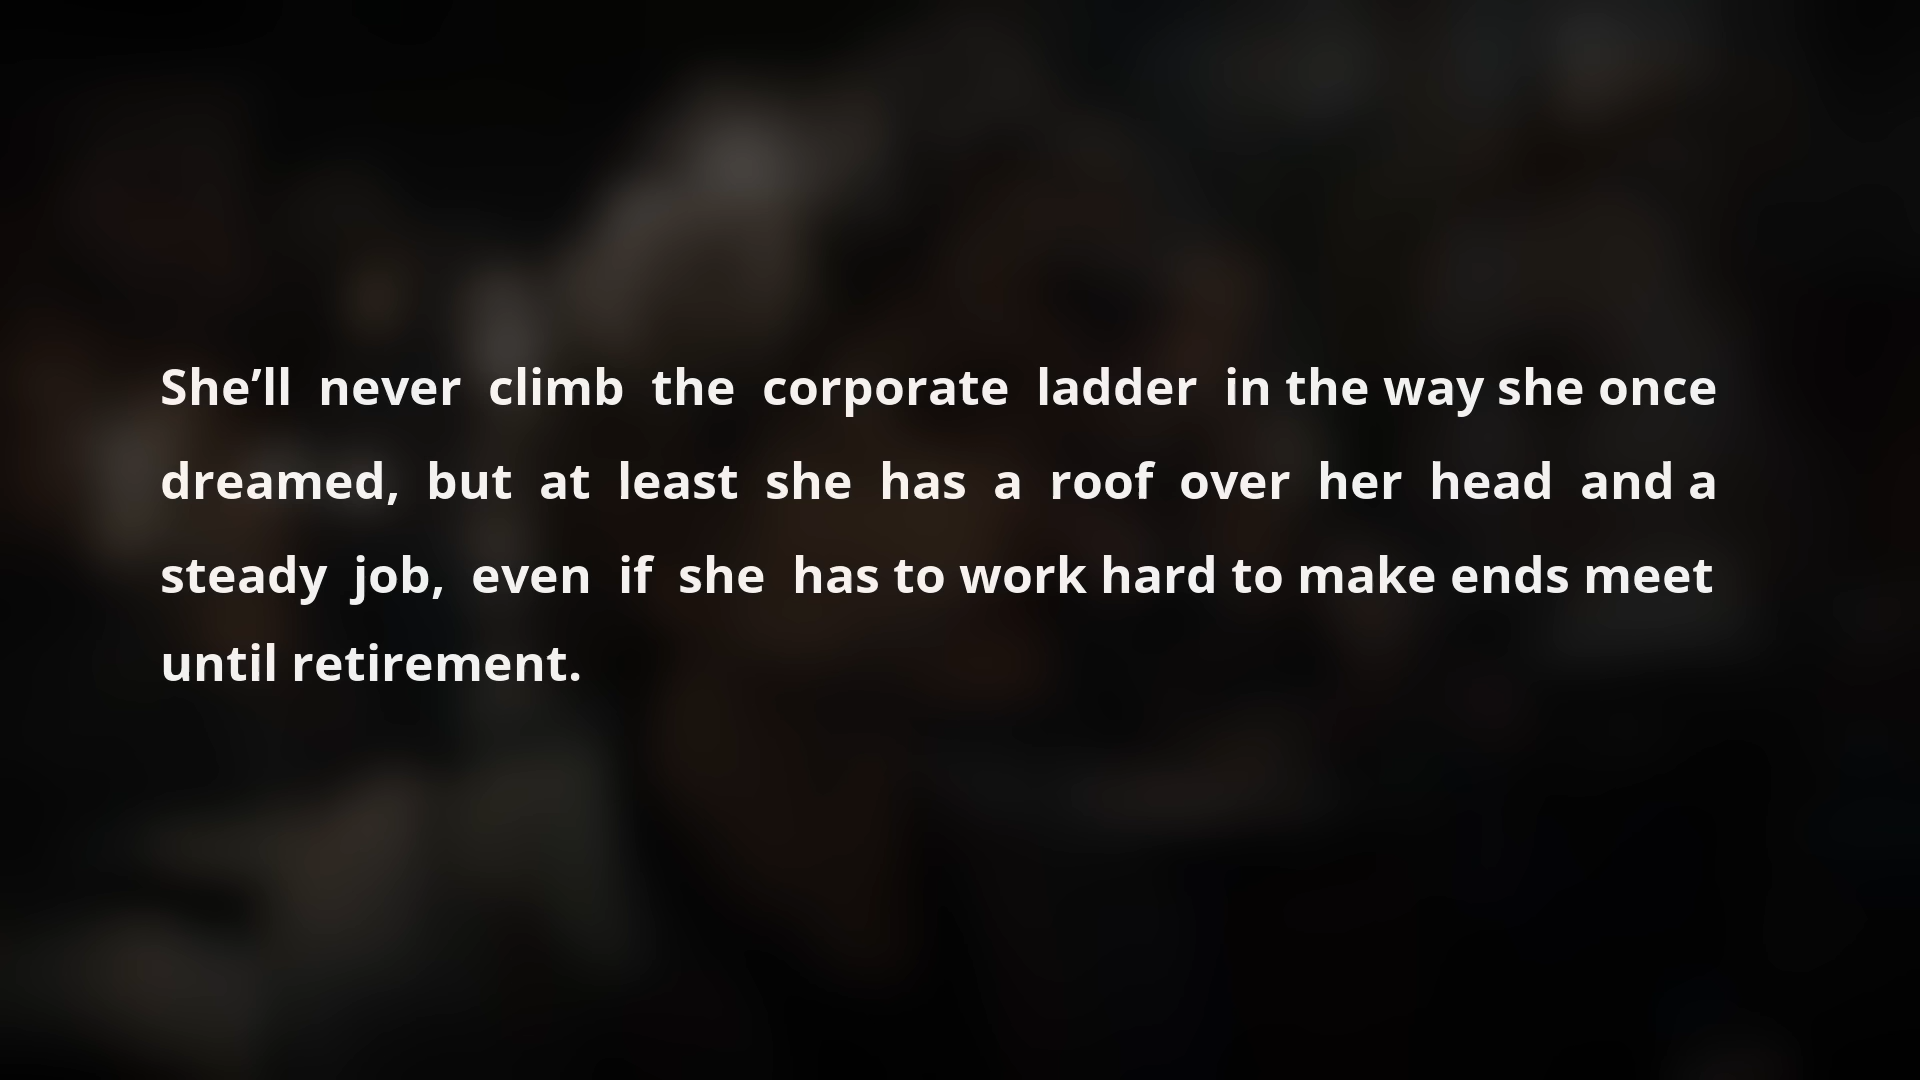 She’ll never climb the corporate ladder in the way she once
dreamed, but at least she has a roof over her head and a
steady job, even if she has to work hard to make ends meet
until retirement.